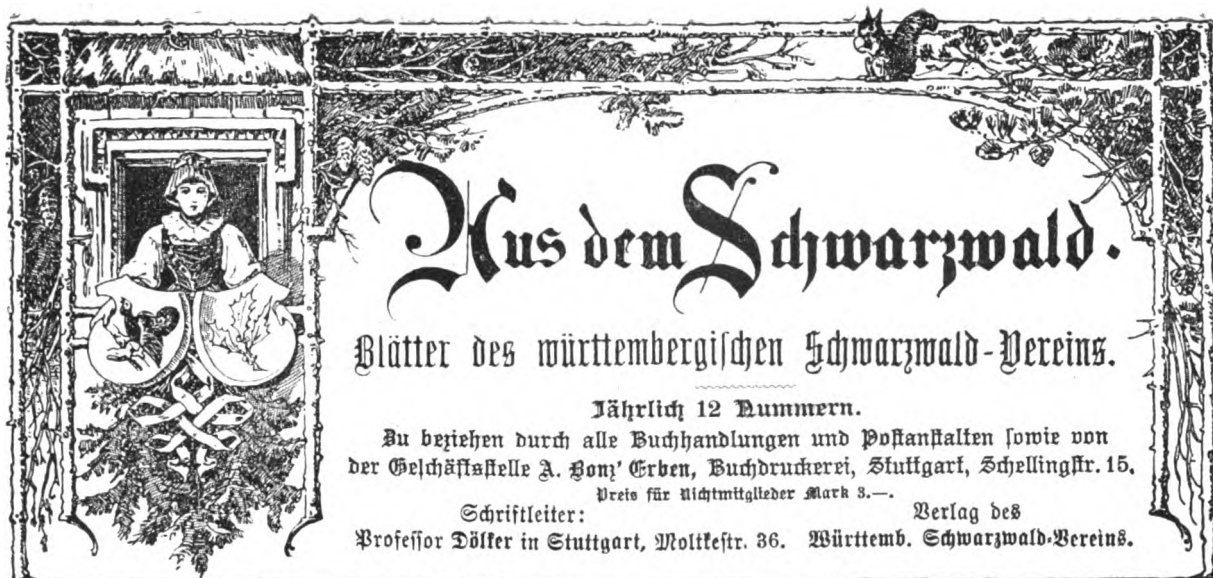 Aus dem Schwarzwald.
Blätter des württembergischen Schwarzwald-Vereins.
Jährlich 12 Nummern.
Zu beziehen durch alle Buchhandlungen und Postanstalten sowie von
der Geschäftsstelle A. Bonz' Erben, Buchdruckerei, Stuttgart, Schellingstr. 15.
Preis für Nichtmitglieder Mark 3.—.
Schriftleiter:
Professor Dölker in Stuttgart, Moltkestr. 36.
Verlag des
Württemb. Schwarzwald-Vereins.